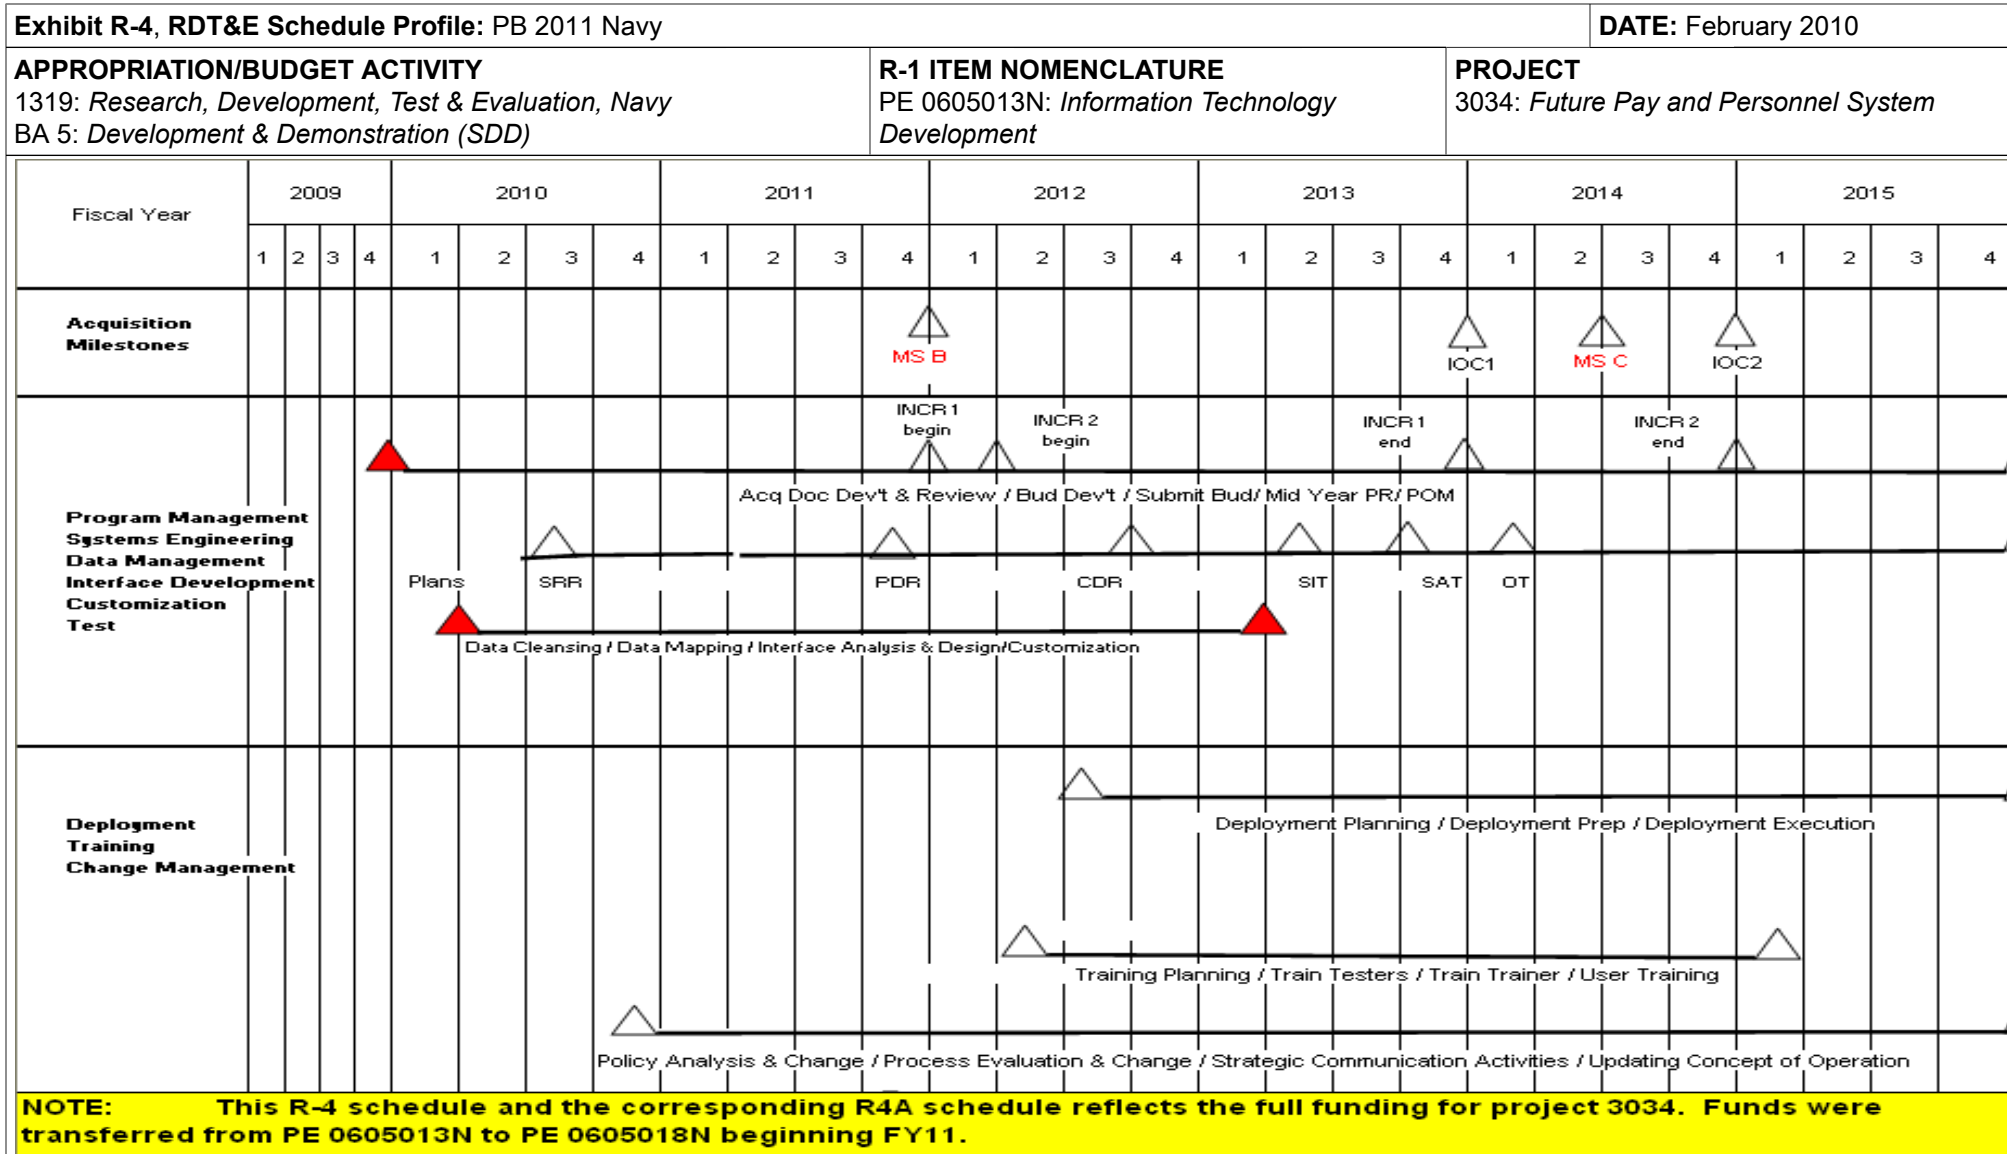 Exhibit R-4, RDT&E Schedule Profile: PB 2011 Navy
DATE: February 2010
APPROPRIATION/BUDGET ACTIVITY
1319: Research, Development, Test & Evaluation, Navy
BA 5: Development & Demonstration (SDD)
R-1 ITEM NOMENCLATURE
PE 0605013N: Information Technology
Development
PROJECT
3034: Future Pay and Personnel System
Fiscal Year
2009 2010 2011 2012 2013 2014 2015
1 2 3 4 1 2 3 4 1 2 3 4 1 2 3 4 1 2 3 4 1 2 3 4 1 2 3 4
Acquisition
Milestones
MS B
IOC1
MS C
IOC2
Program Management
Systems Engineering
Data Management
Interface Development
Customization
Test
INCR 1
begin
INCR 2
begin
INCR 1
end
INCR 2
end
Acq Doc Dev't & Review / Bud Dev't / Submit Bud/ Mid Year PR/ POM
Plans SRR PDR CDR SIT SAT OT
Data Cleansing / Data Mapping / Interface Analysis & Design/Customization
Deployment
Training
Change Management
Deployment Planning / Deployment Prep / Deployment Execution
Training Planning / Train Testers / Train Trainer / User Training
Policy Analysis & Change / Process Evaluation & Change / Strategic Communication Activities / Updating Concept of Operation
NOTE: This R-4 schedule and the corresponding R4A schedule reflects the full funding for project 3034. Funds were
transferred from PE 0605013N to PE 0605018N beginning FY11.